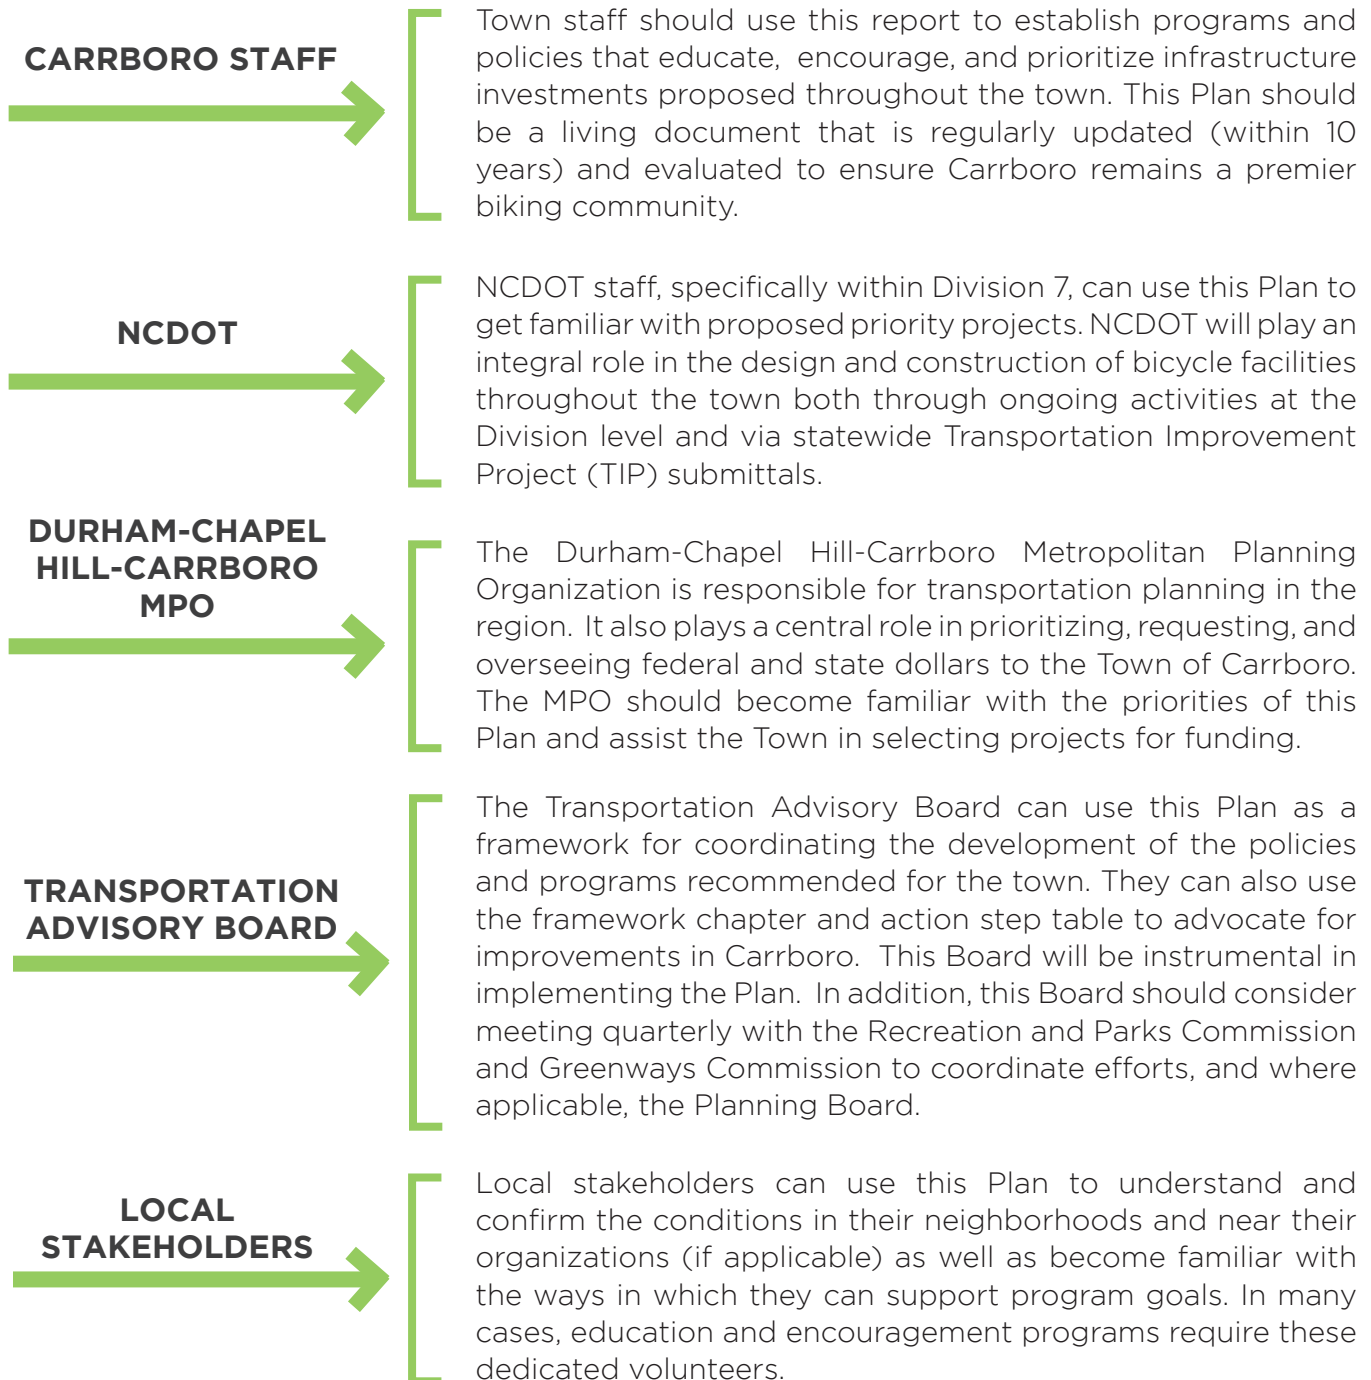 CARRBORO STAFF
Town staff should use this report to establish programs and
policies that educate, encourage, and prioritize infrastructure
investments proposed throughout the town. This Plan should
be a living document that is regularly updated (within 10
years) and evaluated to ensure Carrboro remains a premier
biking community.
NCDOT
NCDOT staff, specifically within Division 7, can use this Plan to
get familiar with proposed priority projects. NCDOT will play an
integral role in the design and construction of bicycle facilities
throughout the town both through ongoing activities at the
Division level and via statewide Transportation Improvement
Project (TIP) submittals.
DURHAM-CHAPEL
HILL-CARRBORO
MPO
The Durham-Chapel Hill-Carrboro Metropolitan Planning
Organization is responsible for transportation planning in the
region. It also plays a central role in prioritizing, requesting, and
overseeing federal and state dollars to the Town of Carrboro.
The MPO should become familiar with the priorities of this
Plan and assist the Town in selecting projects for funding.
TRANSPORTATION
ADVISORY BOARD
The Transportation Advisory Board can use this Plan as a
framework for coordinating the development of the policies
and programs recommended for the town. They can also use
the framework chapter and action step table to advocate for
improvements in Carrboro. This Board will be instrumental in
implementing the Plan. In addition, this Board should consider
meeting quarterly with the Recreation and Parks Commission
and Greenways Commission to coordinate efforts, and where
applicable, the Planning Board.
LOCAL
STAKEHOLDERS
Local stakeholders can use this Plan to understand and
confirm the conditions in their neighborhoods and near their
organizations (if applicable) as well as become familiar with
the ways in which they can support program goals. In many
cases, education and encouragement programs require these
dedicated volunteers.